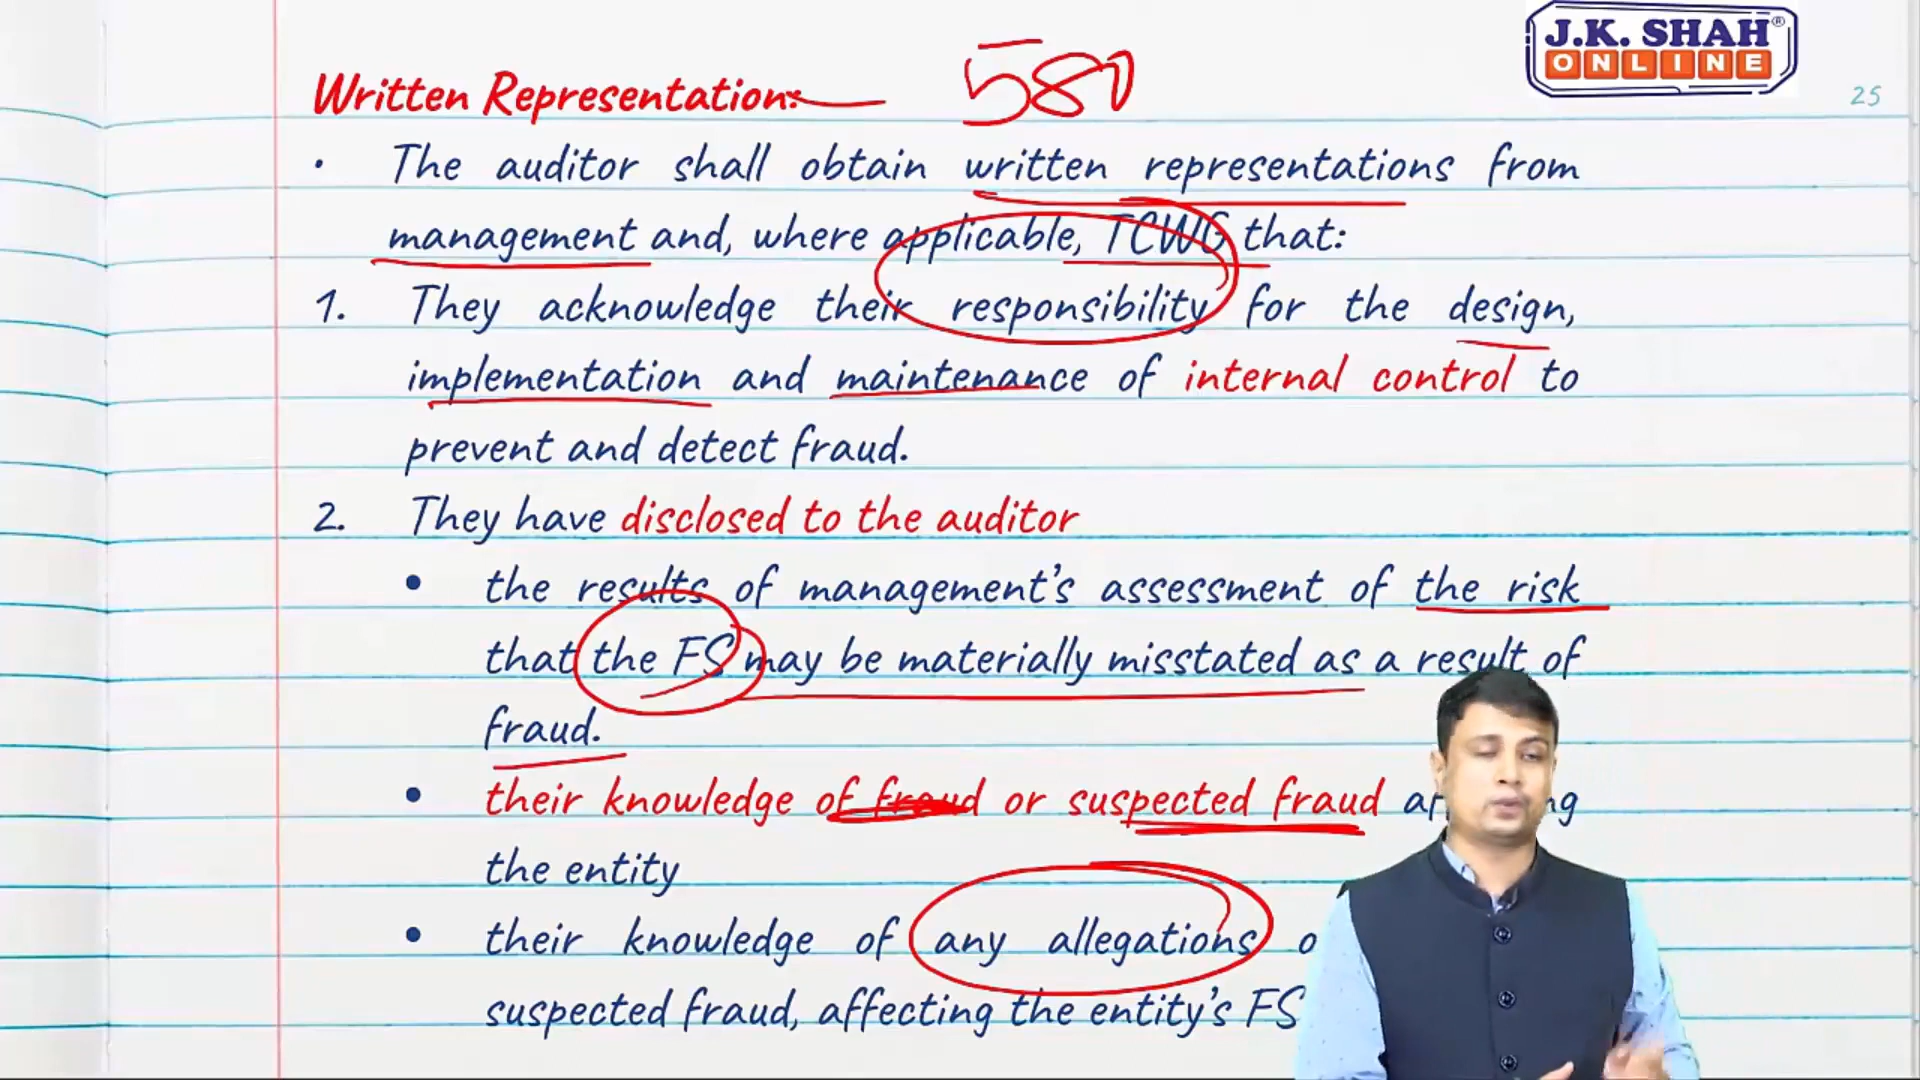 J.K. SHAH®
ONLINE
25
Written Representation: 580
• The auditor shall obtain written representations from
management and, where applicable, TCWG that:
1. They acknowledge their responsibility for the design,
implementation and maintenance of internal control to
prevent and detect fraud.
2. They have disclosed to the auditor
• the results of management's assessment of the risk
that the FS may be materially misstated as a result of
fraud.
• their knowledge of fraud or suspected fraud
the entity
• their knowledge of any allegations
suspected fraud, affecting the entity's FS